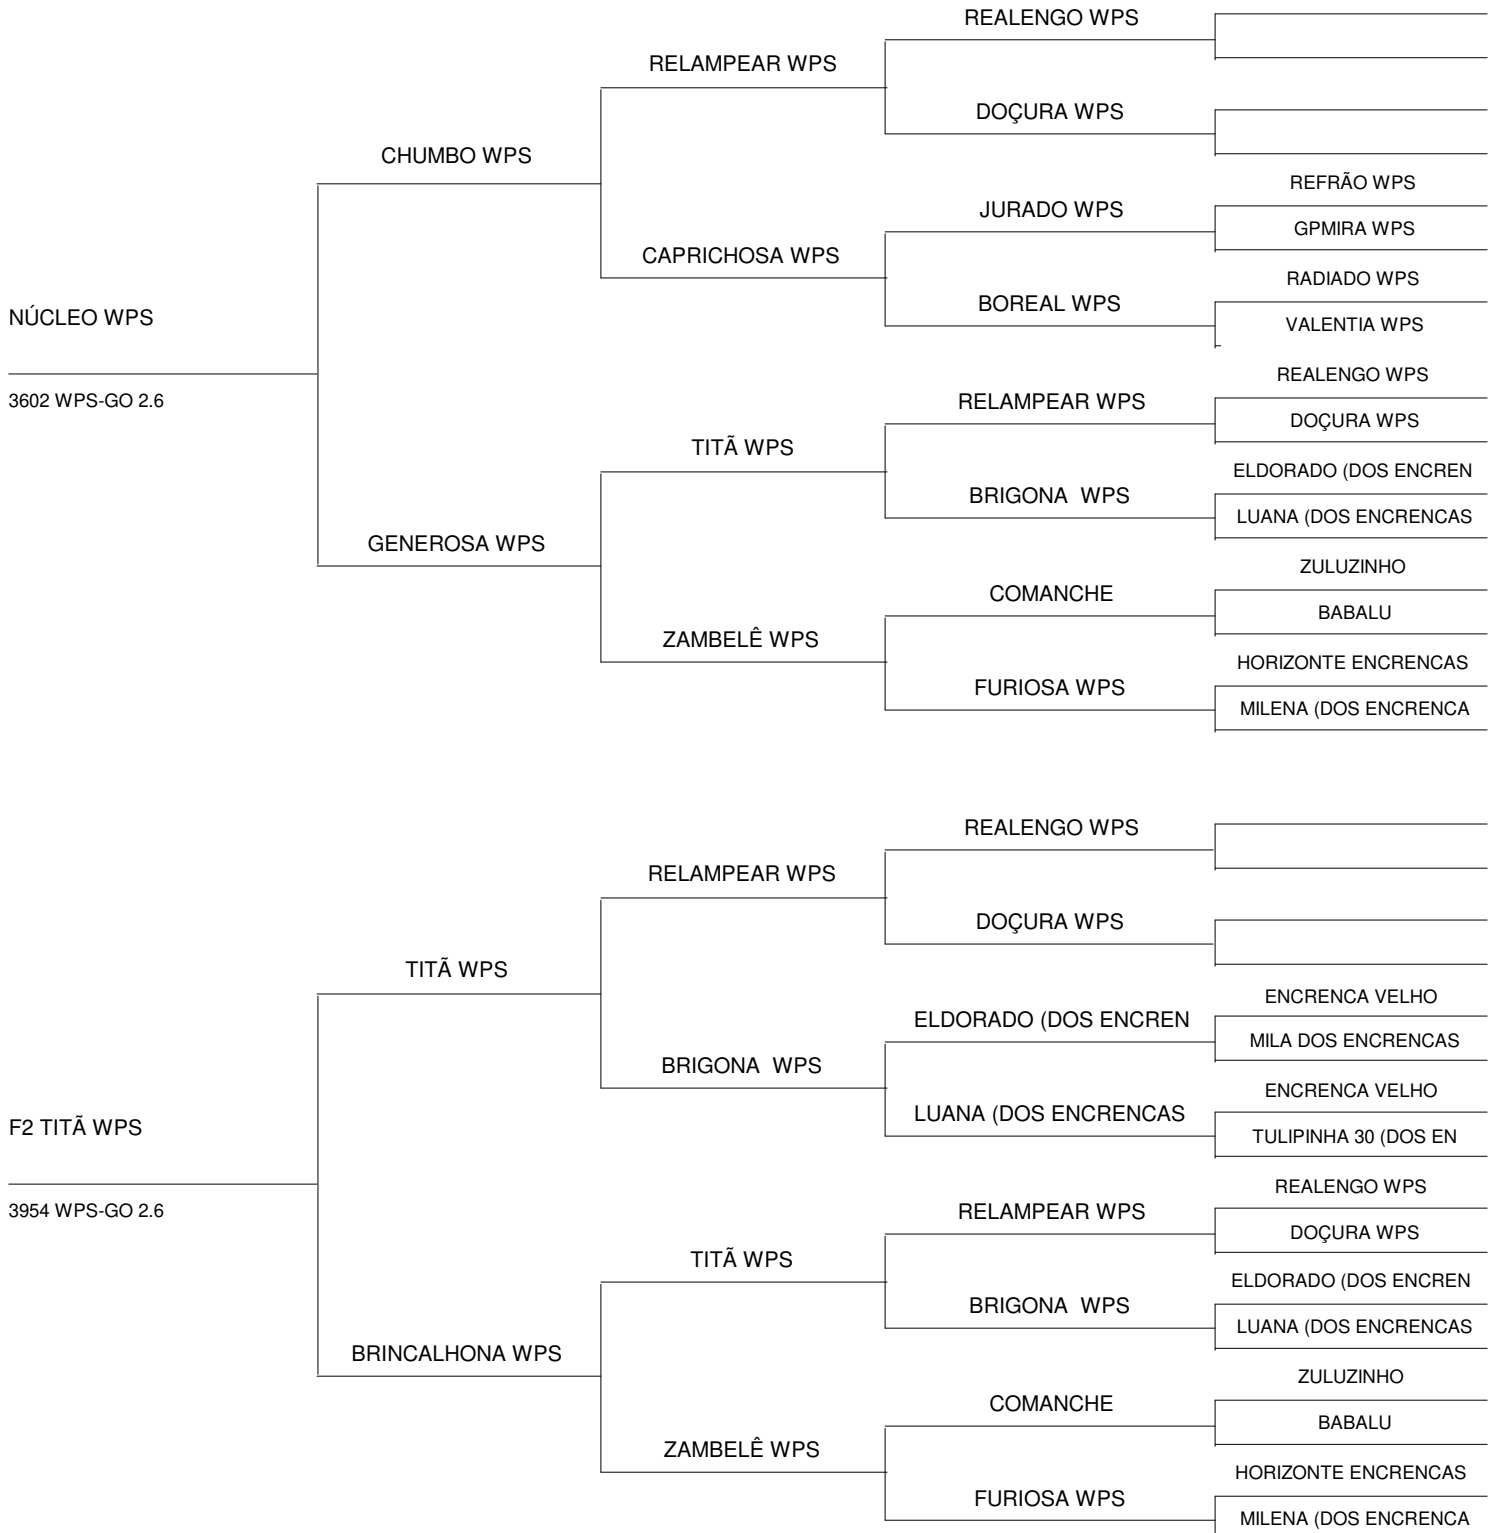 REALENGO WPS
RELAMPEAR WPS
DOÇURA WPS
CHUMBO WPS
REFRÃO WPS
JURADO WPS
GPMIRA WPS
CAPRICHOSA WPS
RADIADO WPS
BOREAL WPS
NÚCLEO WPS
VALENTIA WPS
REALENGO WPS
3602 WPS-GO 2.6
RELAMPEAR WPS
DOÇURA WPS
TITÃ WPS
ELDORADO (DOS ENCREN
BRIGONA  WPS
LUANA (DOS ENCRENCAS
GENEROSA WPS
ZULUZINHO
COMANCHE
BABALU
ZAMBELÊ WPS
HORIZONTE ENCRENCAS
FURIOSA WPS
MILENA (DOS ENCRENCA
REALENGO WPS
RELAMPEAR WPS
DOÇURA WPS
TITÃ WPS
ENCRENCA VELHO
ELDORADO (DOS ENCREN
MILA DOS ENCRENCAS
BRIGONA  WPS
ENCRENCA VELHO
LUANA (DOS ENCRENCAS
F2 TITÃ WPS
TULIPINHA 30 (DOS EN
REALENGO WPS
3954 WPS-GO 2.6
RELAMPEAR WPS
DOÇURA WPS
TITÃ WPS
ELDORADO (DOS ENCREN
BRIGONA  WPS
LUANA (DOS ENCRENCAS
BRINCALHONA WPS
ZULUZINHO
COMANCHE
BABALU
ZAMBELÊ WPS
HORIZONTE ENCRENCAS
FURIOSA WPS
MILENA (DOS ENCRENCA